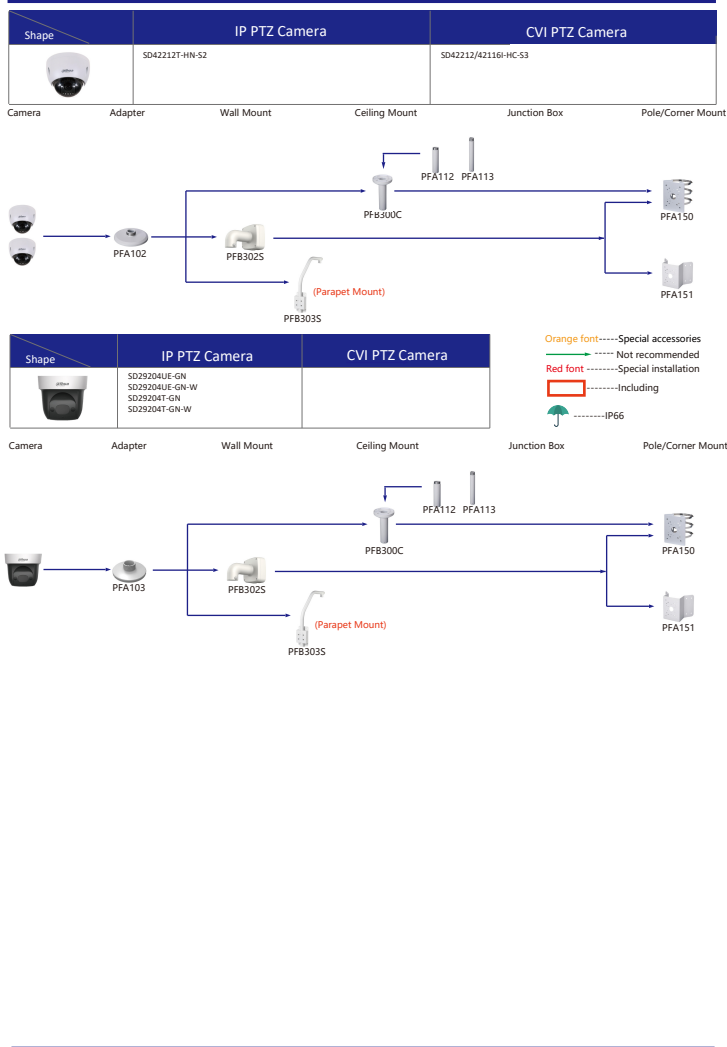 Shape
IP PTZ Camera
CVI PTZ Camera
SD42212T-HN-S2
SD42212/42116I-HC-S3
Camera
Adapter
Wall Mount
Ceiling Mount
Junction Box
Pole/Corner Mount
PFA112 PFA113
PFB300C
PFA150
PFA102
PFB302S
(Parapet Mount)
PFA151
PFB303S
Shape
IP PTZ Camera
CVI PTZ Camera
SD29204UE-GN
SD29204UE-GN-W
SD29204T-GN
SD29204T-GN-W
Orange font-----Special accessories
----- Not recommended
Red font -------Special installation
-------Including
--------IP66
Camera
Adapter
Wall Mount
Ceiling Mount
Junction Box
Pole/Corner Mount
PFA112 PFA113
PFB300C
PFA150
PFA103
PFB302S
(Parapet Mount)
PFA151
PFB303S